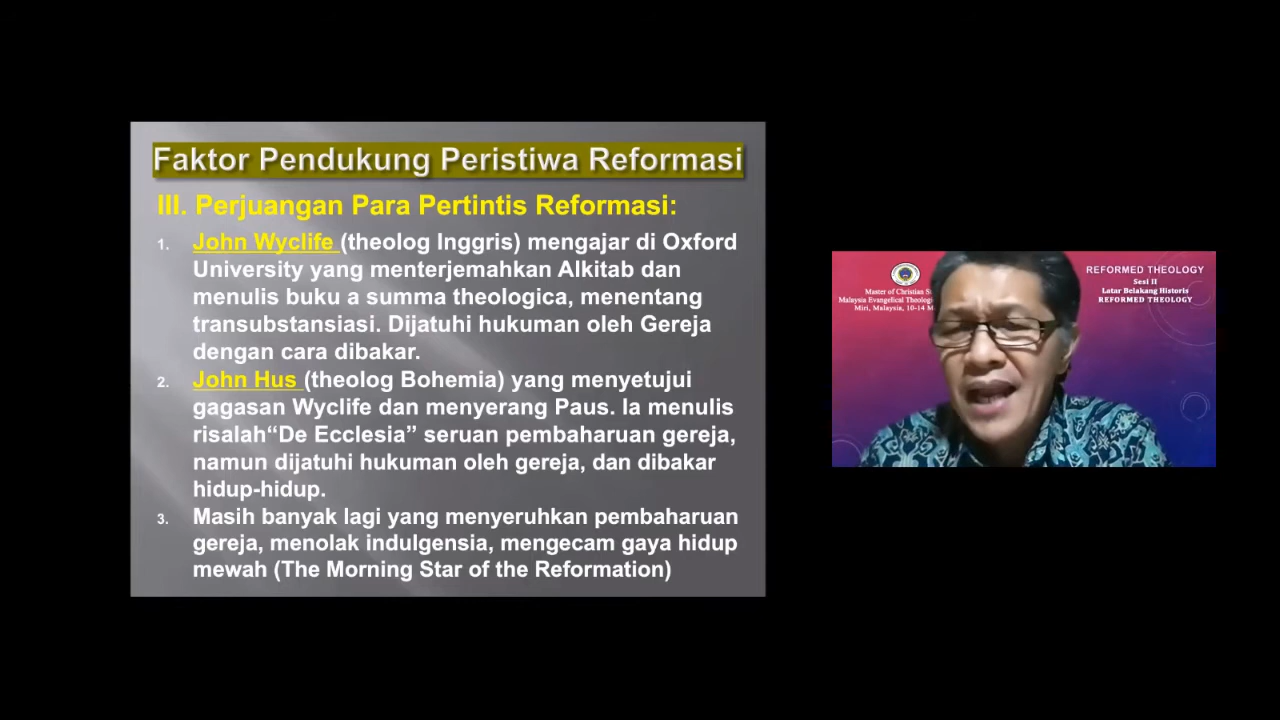 Faktor Pendukung Peristiwa Reformasi
III. Perjuangan Para Pertintis Reformasi:
1. John Wyclife (theolog Inggris) mengajar di Oxford
University yang menterjemahkan Alkitab dan
menulis buku a summa theologica, menentang
transubstansiasi. Dijatuhi hukuman oleh Gereja
dengan cara dibakar.
2. John Hus (theolog Bohemia) yang menyetujui
gagasan Wyclife dan menyerang Paus. Ia menulis
risalah“De Ecclesia” seruan pembaharuan gereja,
namun dijatuhi hukuman oleh gereja, dan dibakar
hidup-hidup.
3. Masih banyak lagi yang menyeruhkan pembaharuan
gereja, menolak indulgensia, mengecam gaya hidup
mewah (The Morning Star of the Reformation)
Master of Christian
Malaysia Evangelical
Miri, Malaysia, 10-14
REFORMED THEOLOGY
Sesi II
Latar Belakang Historis
REFORMED THEOLOGY